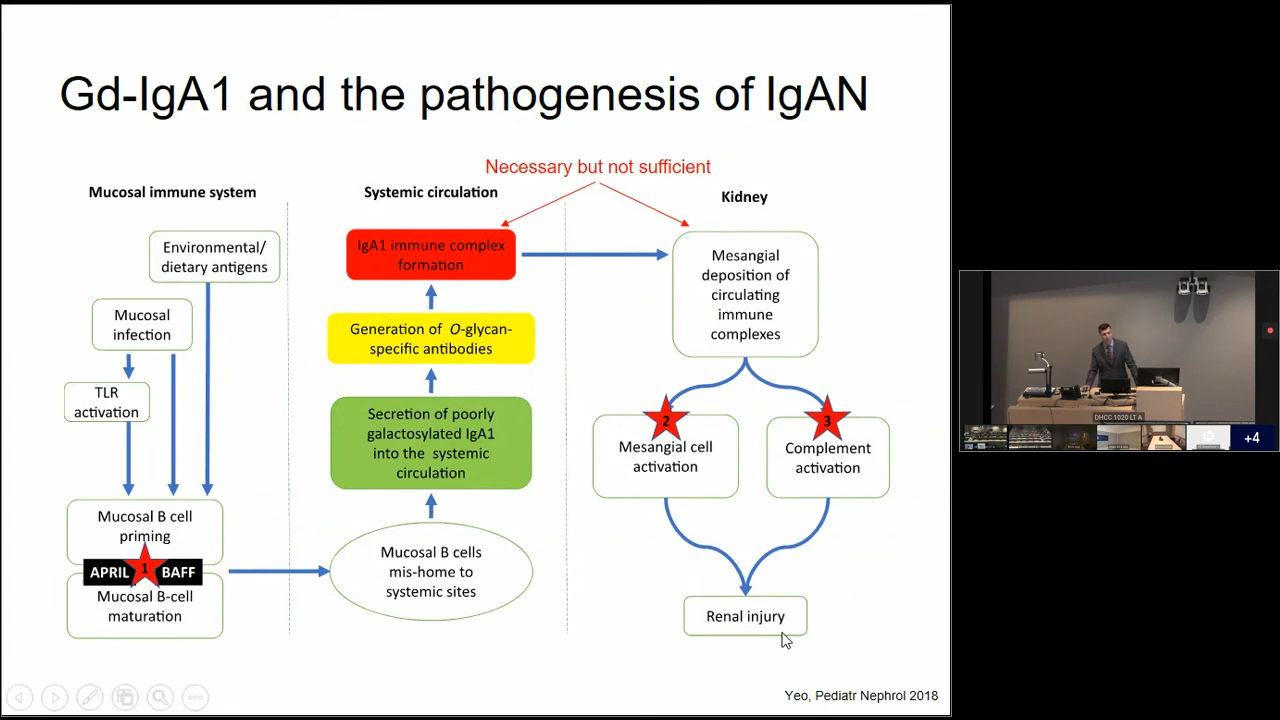 Gd-IgA1 and the pathogenesis of IgAN
Necessary but not sufficient
Mucosal immune system
Systemic circulation
Kidney
Environmental/
dietary antigens
Mucosal
infection
TLR
activation
Mucosal B cell
priming
APRIL 1 BAFF
Mucosal B-cell
maturation
IgA1 immune complex
formation
Generation of O-glycan-
specific antibodies
Secretion of poorly
galactosylated IgA1
into the systemic
circulation
Mucosal B cells
mis-home to
systemic sites
Mesangial
deposition of
circulating
immune
complexes
2
Mesangial cell
activation
3
Complement
activation
Renal injury
Yeo, Pediatr Nephrol 2018
DHCC 1020 LT A
+4